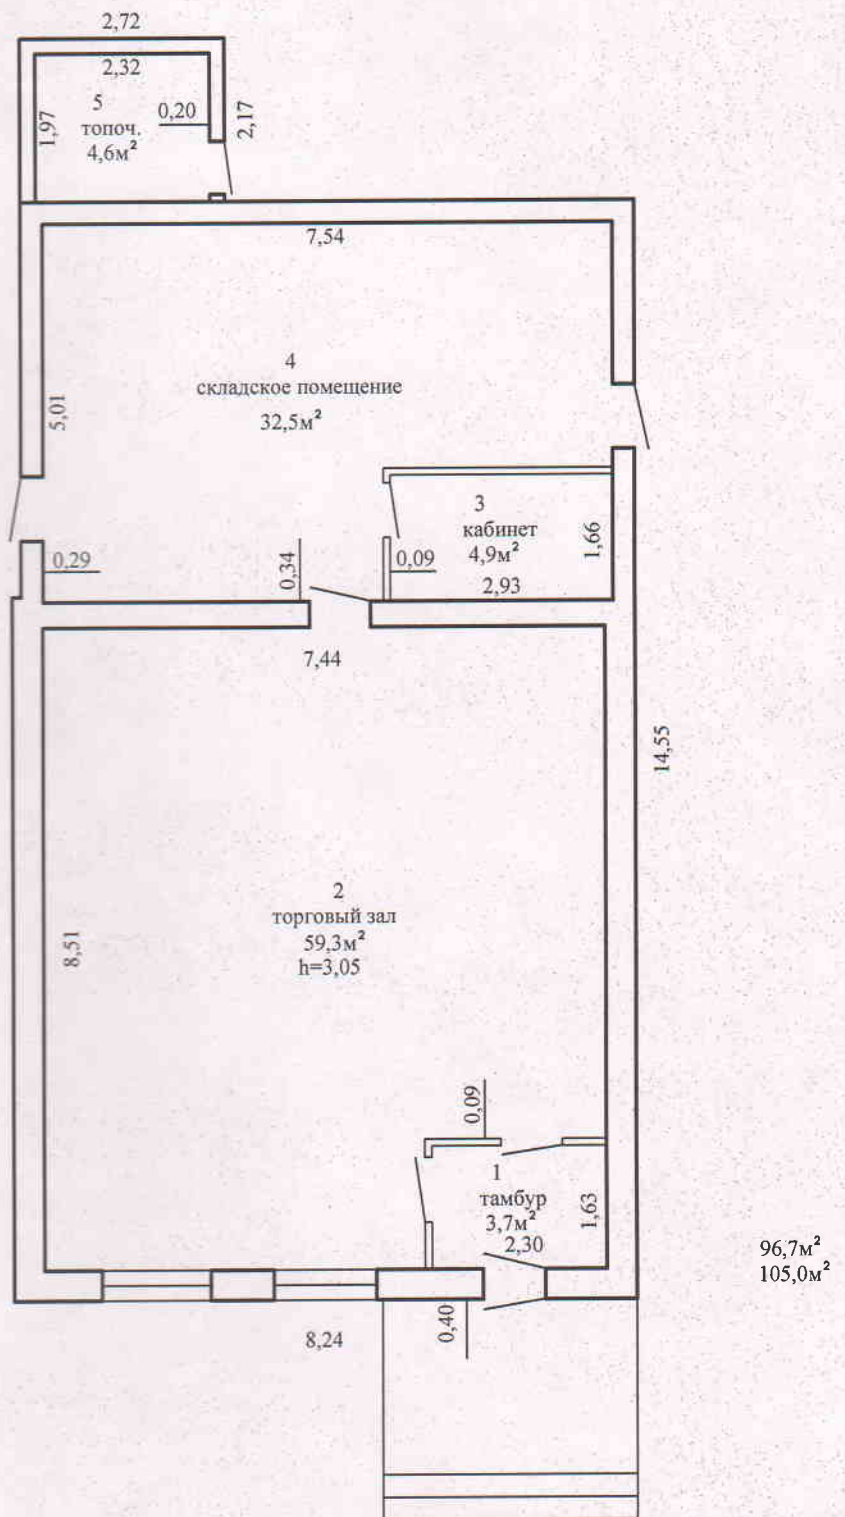 2,72
2,32
5
топоч.
4,6м²
1,97
0,20
2,17
7,54
4
складское помещение
32,5м²
5,01
3
кабинет
4,9м²
2,93
1,66
0,29
0,34
0,09
7,44
14,55
2
торговый зал
59,3м²
h=3,05
8,51
0,09
1
тамбур
3,7м²
2,30
1,63
96,7м²
105,0м²
8,24
0,40